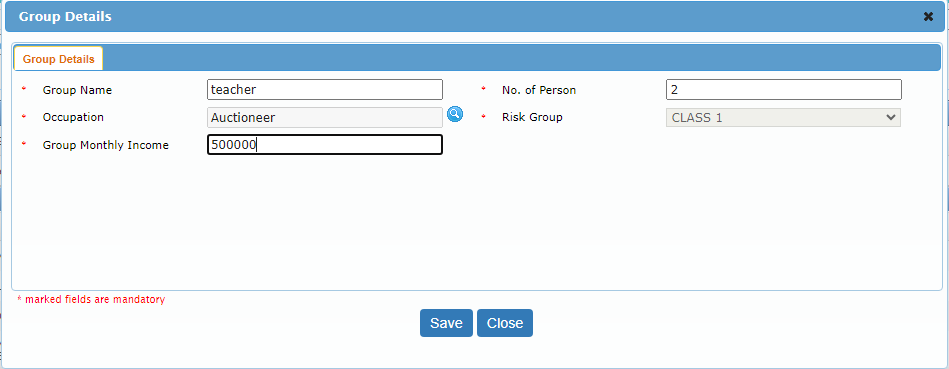 Group Details
Group Details
* Group Name teacher * No. of Person 2
* Occupation Auctioneer * Risk Group CLASS 1
* Group Monthly Income 500000
* marked fields are mandatory
Save Close